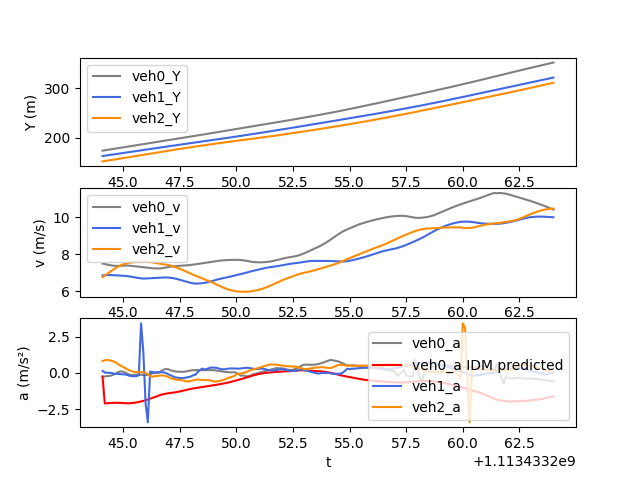 Y (m)
300
200
veh0_Y
veh1_Y
veh2_Y
45.0 47.5 50.0 52.5 55.0 57.5 60.0 62.5
v (m/s)
10
8
6
veh0_v
veh1_v
veh2_v
45.0 47.5 50.0 52.5 55.0 57.5 60.0 62.5
a (m/s²)
2.5
0.0
−2.5
veh0_a
veh0_a IDM predicted
veh1_a
veh2_a
45.0 47.5 50.0 52.5 55.0 57.5 60.0 62.5
t
+1.1134332e9